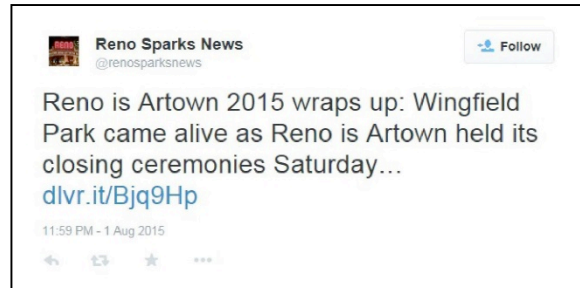 RENO
Reno Sparks News
@renosparksnews
Follow
Reno is Artown 2015 wraps up: Wingfield
Park came alive as Reno is Artown held its
closing ceremonies Saturday...
dlvr.it/Bjq9Hp
11:59 PM - 1 Aug 2015